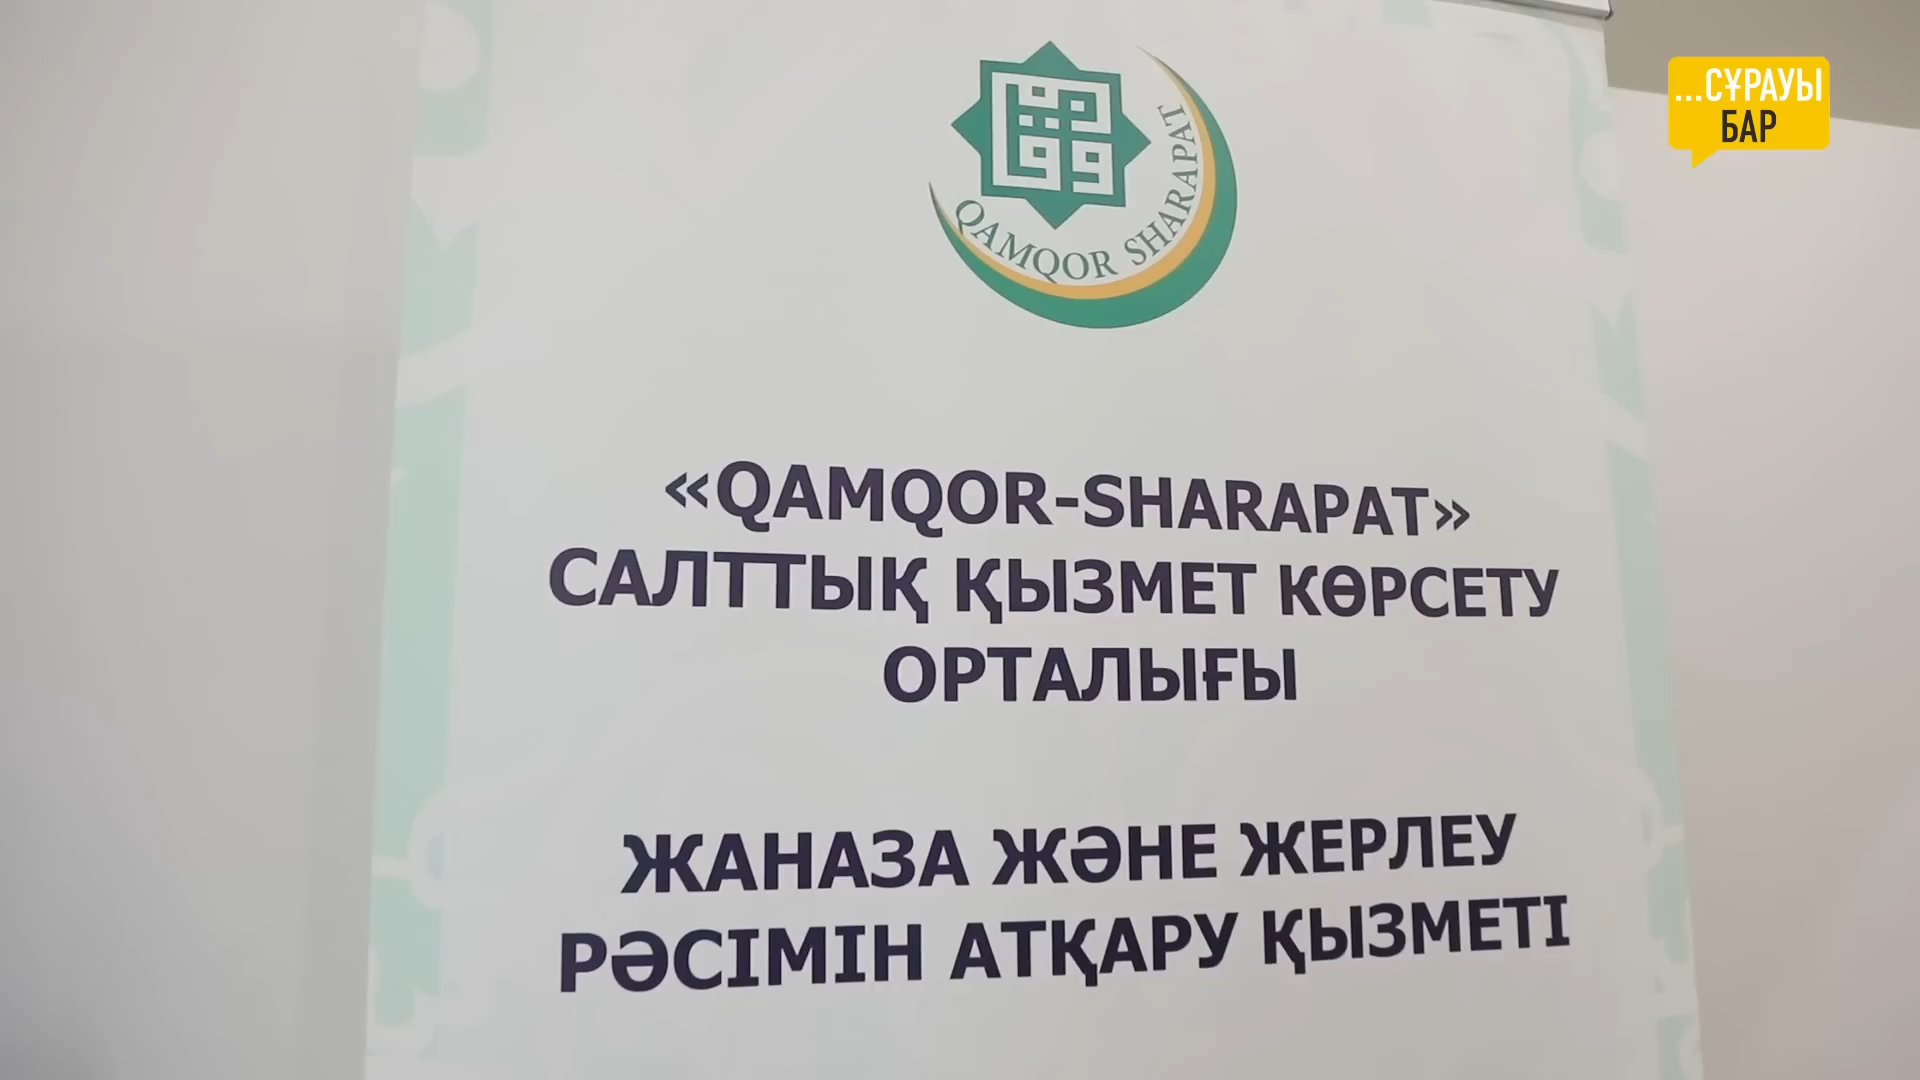 ...СҰРАУЫ
БАР
QAMQOR SHARAPAT
«QAMQOR-SHARAPAT»
САЛТТЫҚ ҚЫЗМЕТ КӨРСЕТУ
ОРТАЛЫҒЫ
ЖАНАЗА ЖӘНЕ ЖЕРЛЕУ
РӘСІМІН АТҚАРУ ҚЫЗМЕТІ